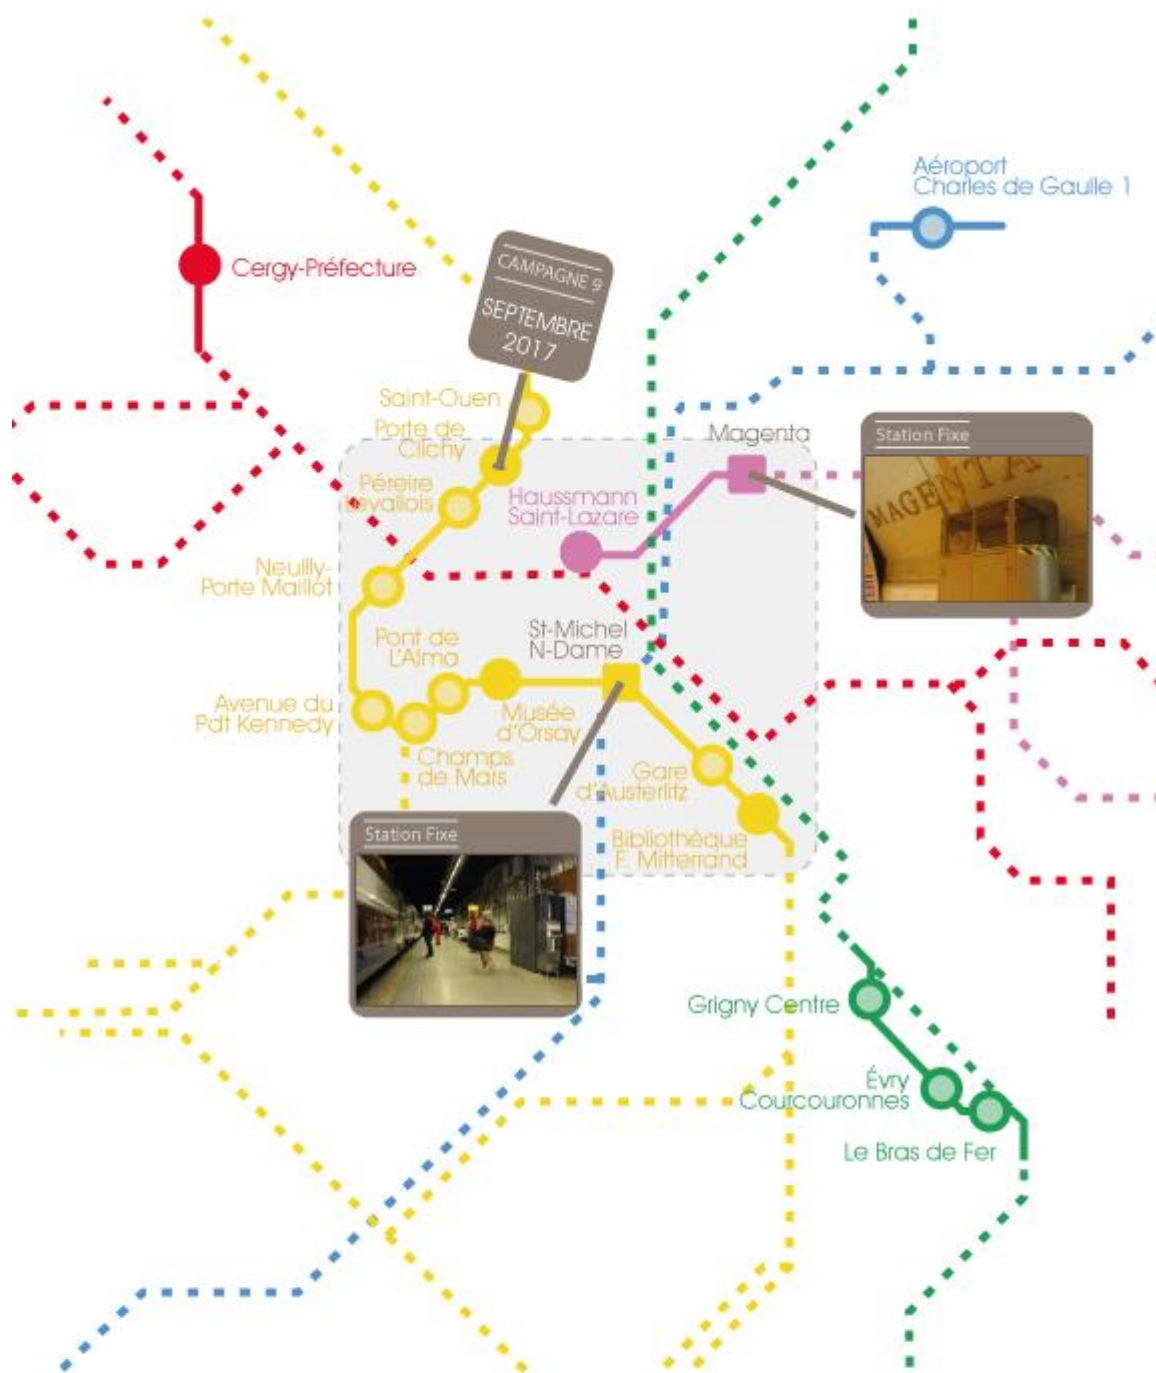 Aéroport
Charles de Gaulle 1
Cergy-Préfecture
CAMPAGNE 9
SEPTEMBRE
2017
Saint-Ouen
Porte de
Clichy
Magenta
Station Fixe
MAGENTA
Péreire
Levallois
Haussmann
Saint-Lazare
Neuilly-
Porte Maillot
St-Michel
N-Dame
Pont de
L'Alma
Avenue du
Pdt Kennedy
Musée
d'Orsay
Champs
de Mars
Gare
d'Austerlitz
Station Fixe
Bibliothèque
F. Mitterrand
Grigny Centre
Évry
Courcouronnes
Le Bras de Fer